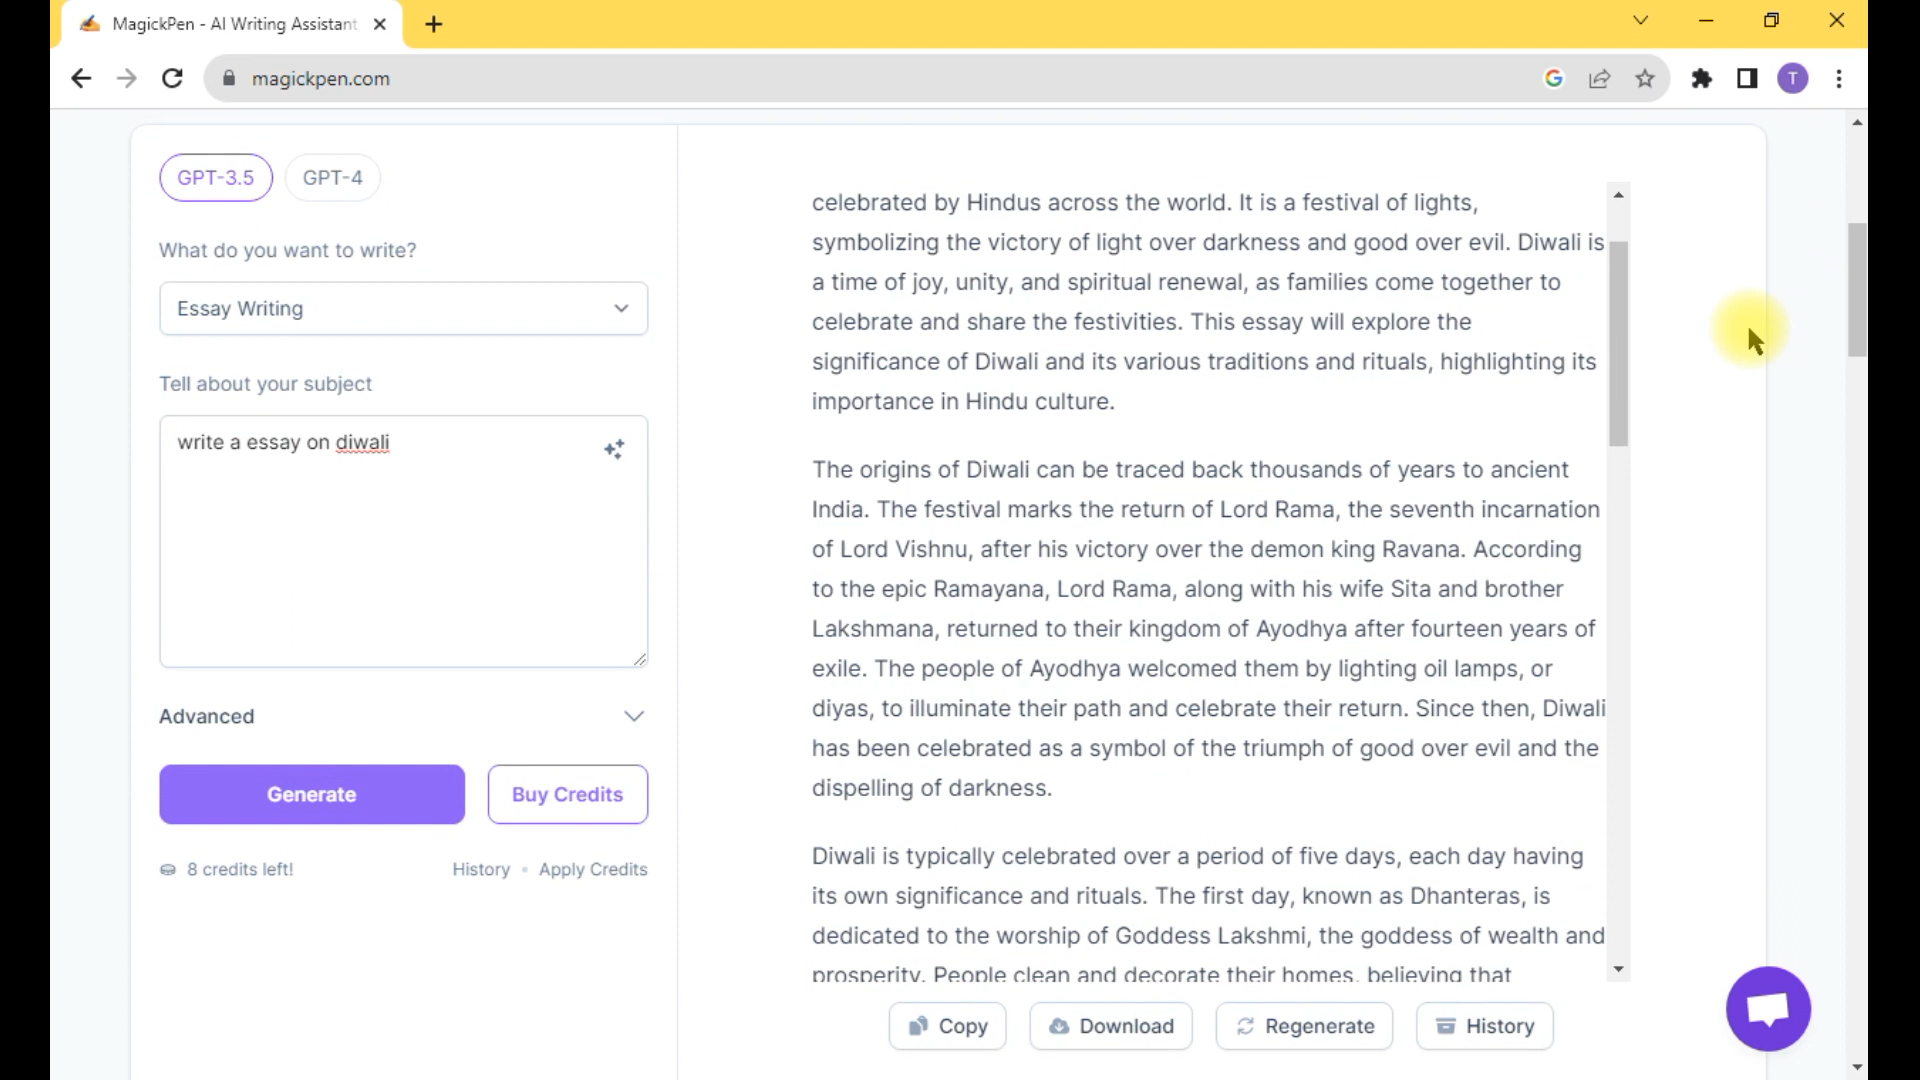 MagickPen - AI Writing Assistant
magickpen.com
T
GPT-3.5
GPT-4
What do you want to write?
Essay Writing
Tell about your subject
write a essay on diwali
Advanced
Generate
Buy Credits
8 credits left!
History
Apply Credits
celebrated by Hindus across the world. It is a festival of lights,
symbolizing the victory of light over darkness and good over evil. Diwali is
a time of joy, unity, and spiritual renewal, as families come together to
celebrate and share the festivities. This essay will explore the
significance of Diwali and its various traditions and rituals, highlighting its
importance in Hindu culture.
The origins of Diwali can be traced back thousands of years to ancient
India. The festival marks the return of Lord Rama, the seventh incarnation
of Lord Vishnu, after his victory over the demon king Ravana. According
to the epic Ramayana, Lord Rama, along with his wife Sita and brother
Lakshmana, returned to their kingdom of Ayodhya after fourteen years of
exile. The people of Ayodhya welcomed them by lighting oil lamps, or
diyas, to illuminate their path and celebrate their return. Since then, Diwali
has been celebrated as a symbol of the triumph of good over evil and the
dispelling of darkness.
Diwali is typically celebrated over a period of five days, each day having
its own significance and rituals. The first day, known as Dhanteras, is
dedicated to the worship of Goddess Lakshmi, the goddess of wealth and
prosperity. People clean and decorate their homes, believing that
Copy
Download
Regenerate
History